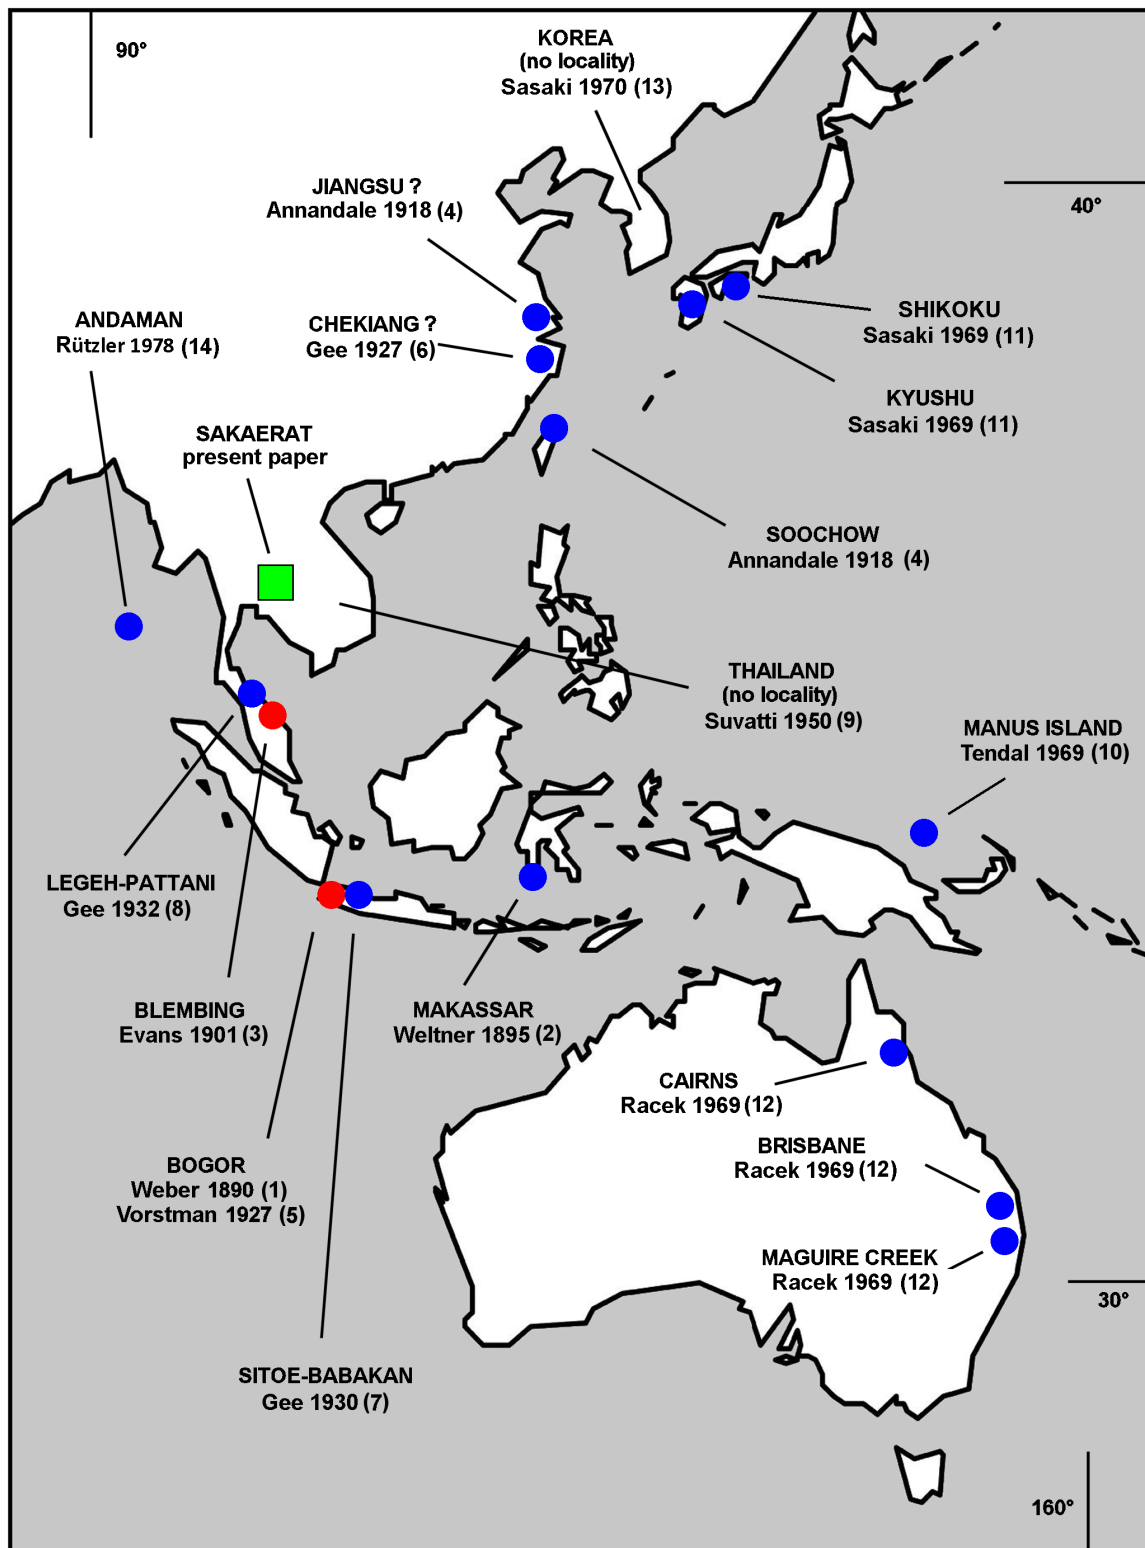 90°
KOREA
(no locality)
Sasaki 1970 (13)
JIANGSU ?
Annandale 1918 (4)
40°
ANDAMAN
Rützler 1978 (14)
CHEKIANG ?
Gee 1927 (6)
SHIKOKU
Sasaki 1969 (11)
KYUSHU
Sasaki 1969 (11)
SAKAERAT
present paper
SOOCHOW
Annandale 1918 (4)
THAILAND
(no locality)
Suvatti 1950 (9)
MANUS ISLAND
Tendal 1969 (10)
LEGEH-PATTANI
Gee 1932 (8)
BLEMBING
Evans 1901 (3)
MAKASSAR
Weltner 1895 (2)
CAIRNS
Racek 1969 (12)
BRISBANE
Racek 1969 (12)
BOGOR
Weber 1890 (1)
Vorstman 1927 (5)
MAGUIRE CREEK
Racek 1969 (12)
30°
SITOE-BABAKAN
Gee 1930 (7)
160°